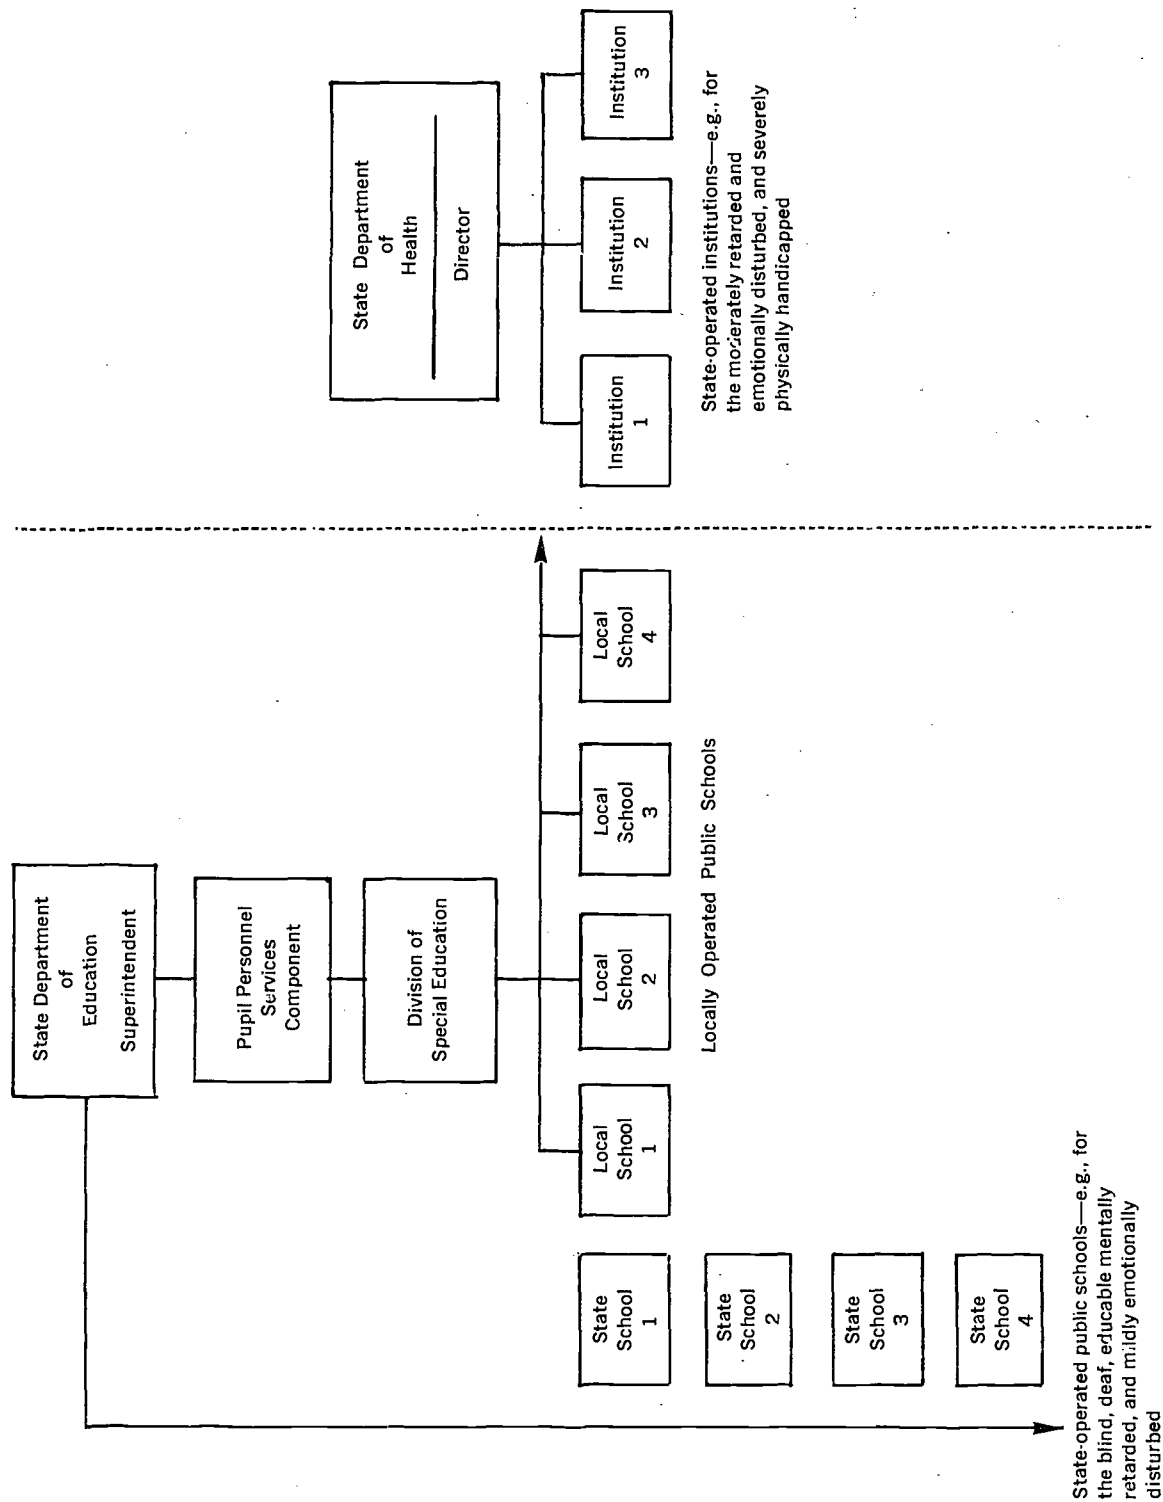 State Department
of
Education
Superintendent
Pupil Personnel
Services
Component
Division of
Special Education
State School
1
State School
2
State School
3
State School
4
State-operated public schools—e.g., for
the blind, deaf, educable mentally
retarded, and mildly emotionally
disturbed
Local
School
1
Local
School
2
Local
School
3
Local
School
4
Locally Operated Public Schools
State Department
of
Health
Director
Institution
1
Institution
2
Institution
3
State-operated institutions—e.g., for
the moderately retarded and
emotionally disturbed, and severely
physically handicapped